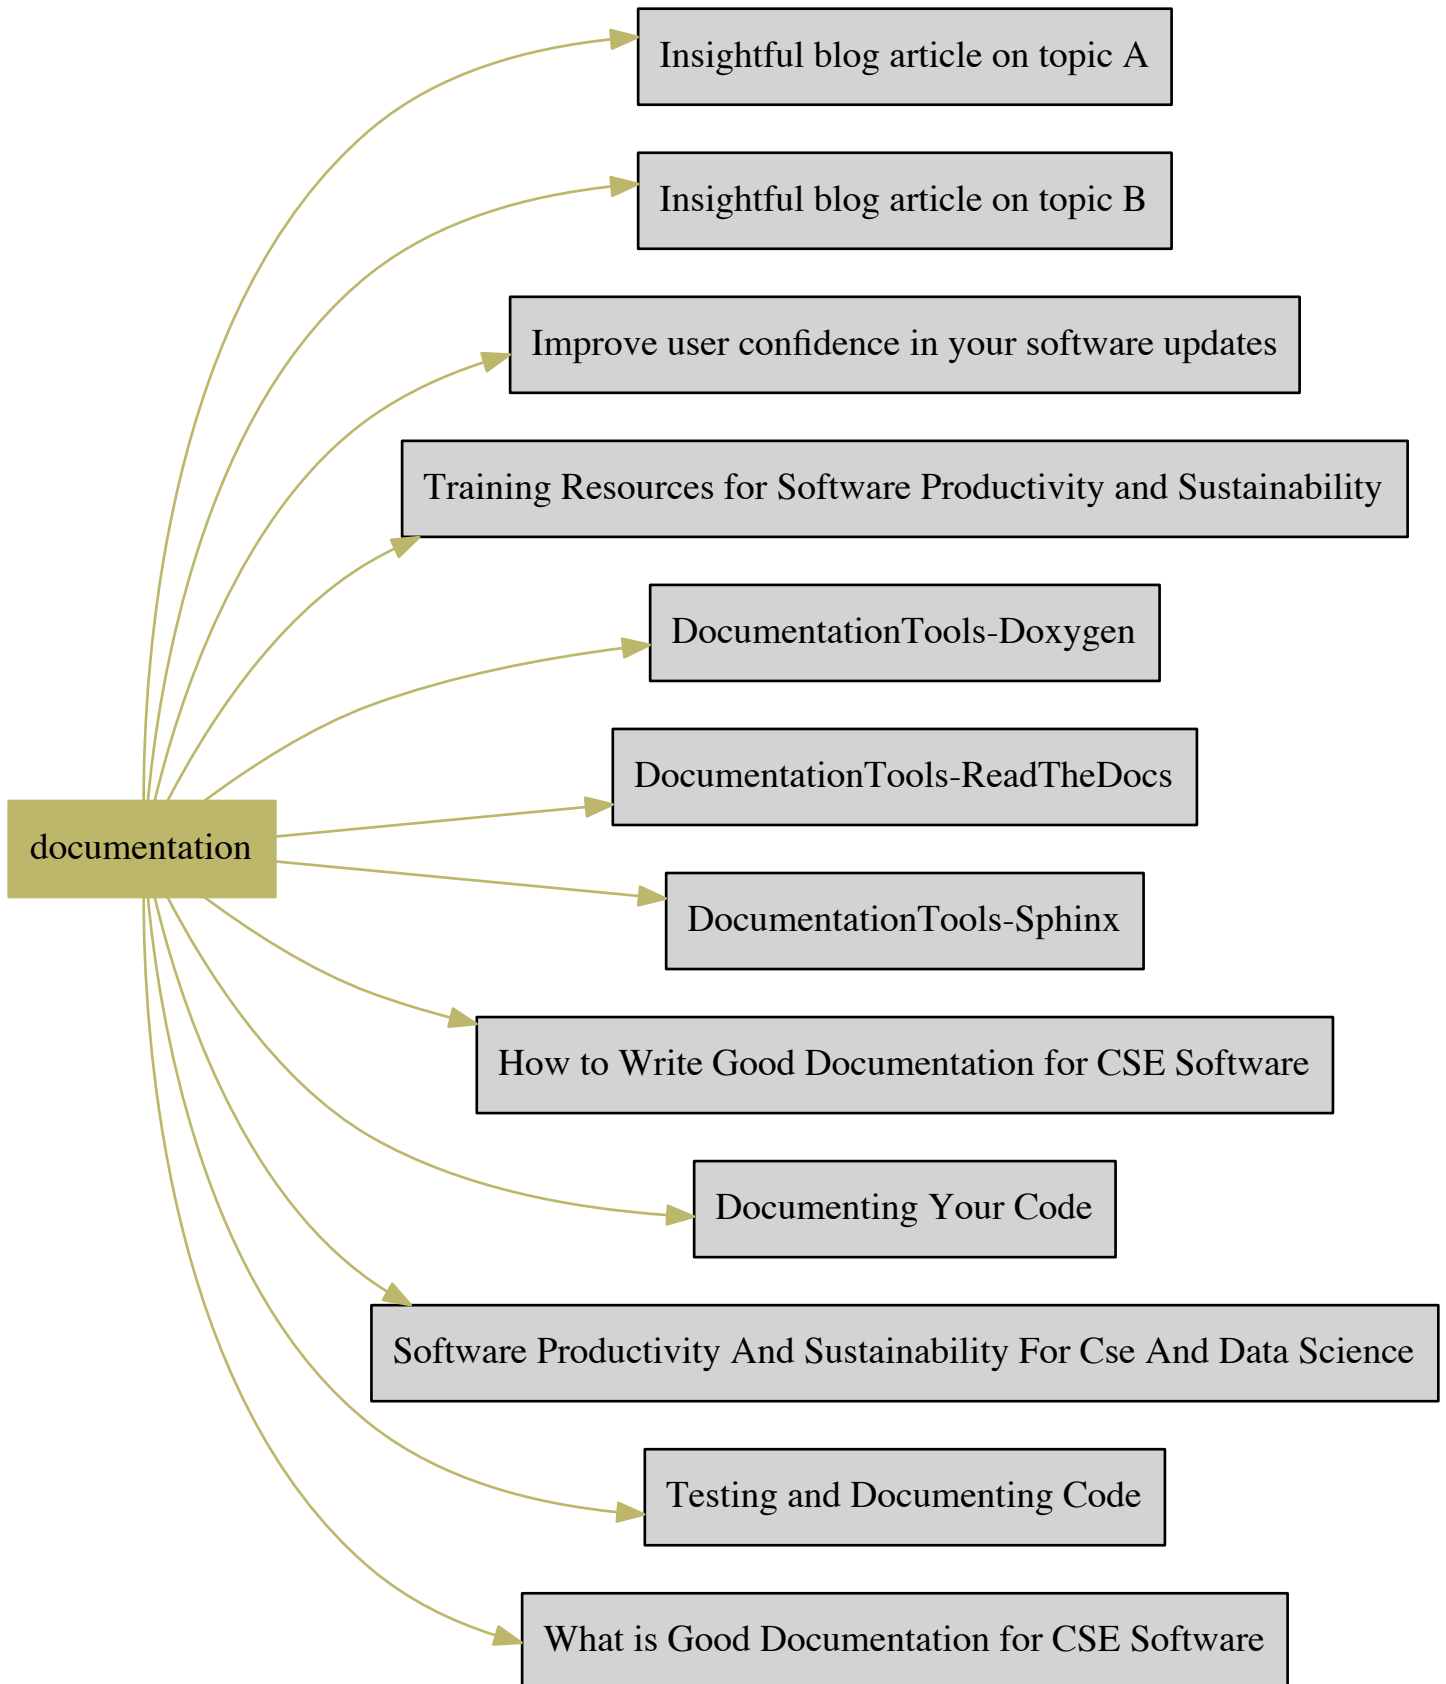 Insightful blog article on topic A
Insightful blog article on topic B
Improve user confidence in your software updates
Training Resources for Software Productivity and Sustainability
DocumentationTools-Doxygen
DocumentationTools-ReadTheDocs
documentation
DocumentationTools-Sphinx
How to Write Good Documentation for CSE Software
Documenting Your Code
Software Productivity And Sustainability For Cse And Data Science
Testing and Documenting Code
What is Good Documentation for CSE Software